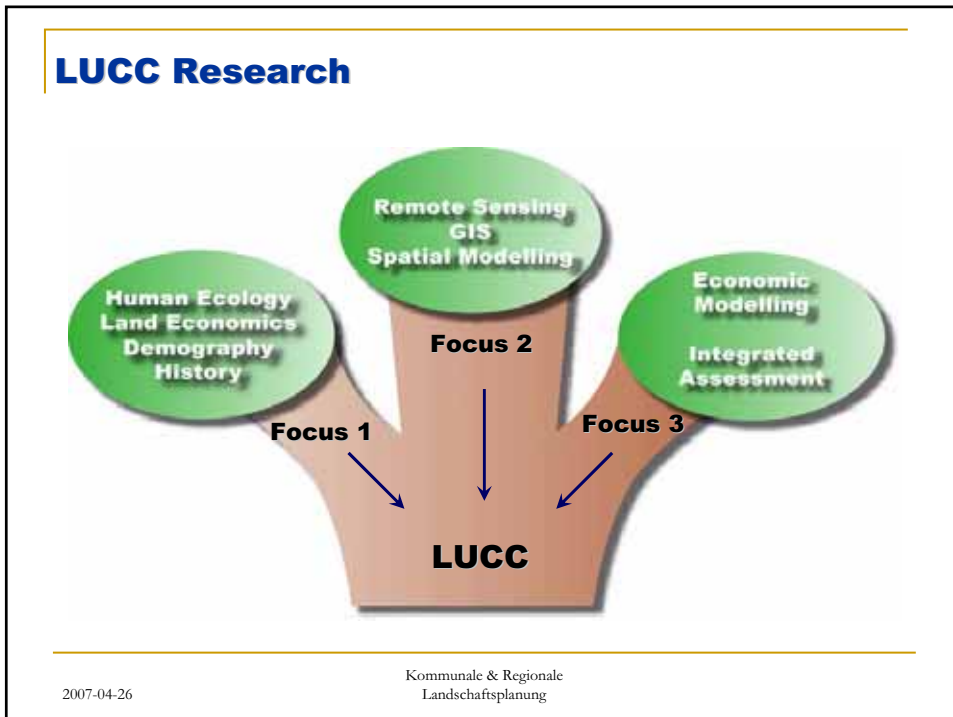 LUCC Research
Remote Sensing
GIS
Spatial Modelling
Human Ecology
Land Economics
Demography
History
Economic
Modelling
Integrated
Assessment
Focus 2
Focus 1
Focus 3
LUCC
2007-04-26
Kommunale & Regionale
Landschaftsplanung